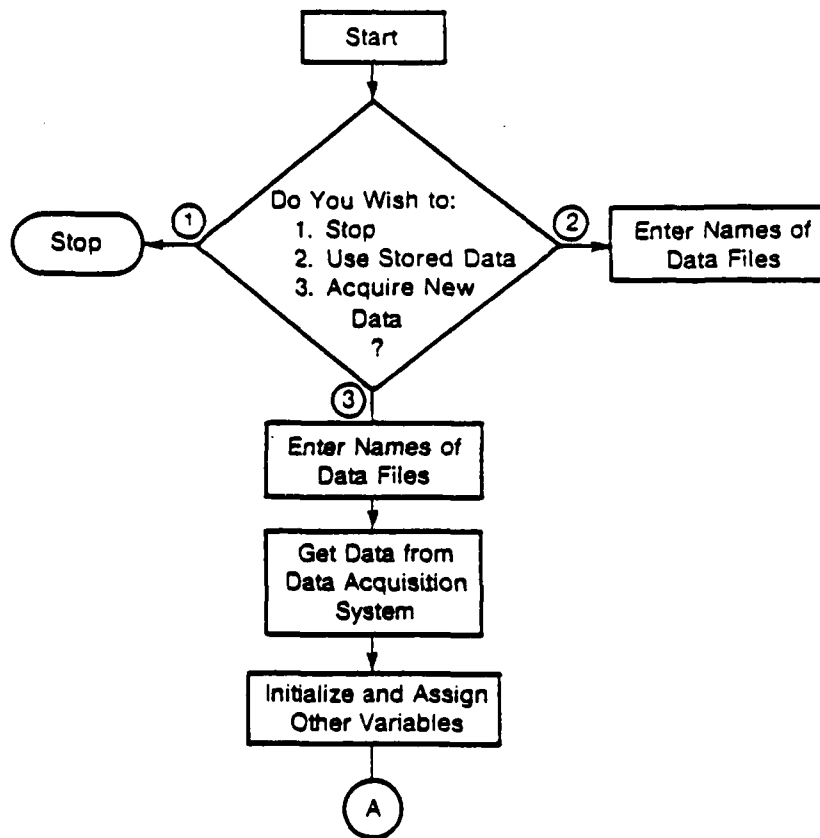 Start
Do You Wish to:
1. Stop
2. Use Stored Data
3. Acquire New
Data
?
1
Stop
2
Enter Names of
Data Files
3
Enter Names of
Data Files
Get Data from
Data Acquisition
System
Initialize and Assign
Other Variables
A